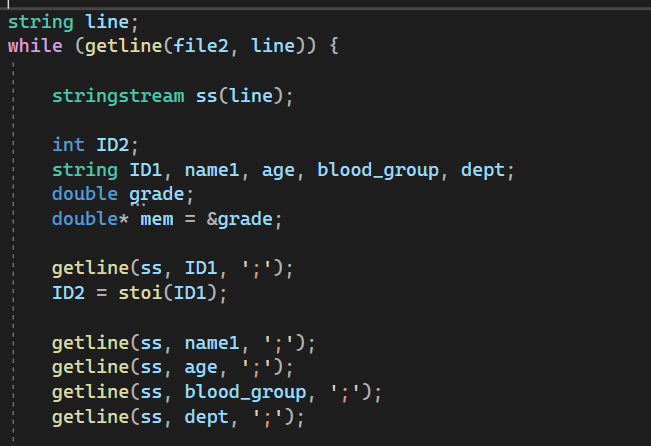 string line;
while (getline(file2, line)) {
stringstream ss(line);
int ID2;
string ID1, name1, age, blood_group, dept;
double grade;
double* mem = &grade;
getline(ss, ID1, ';');
ID2 = stoi(ID1);
getline(ss, name1, ';');
getline(ss, age, ';');
getline(ss, blood_group, ';');
getline(ss, dept, ';');